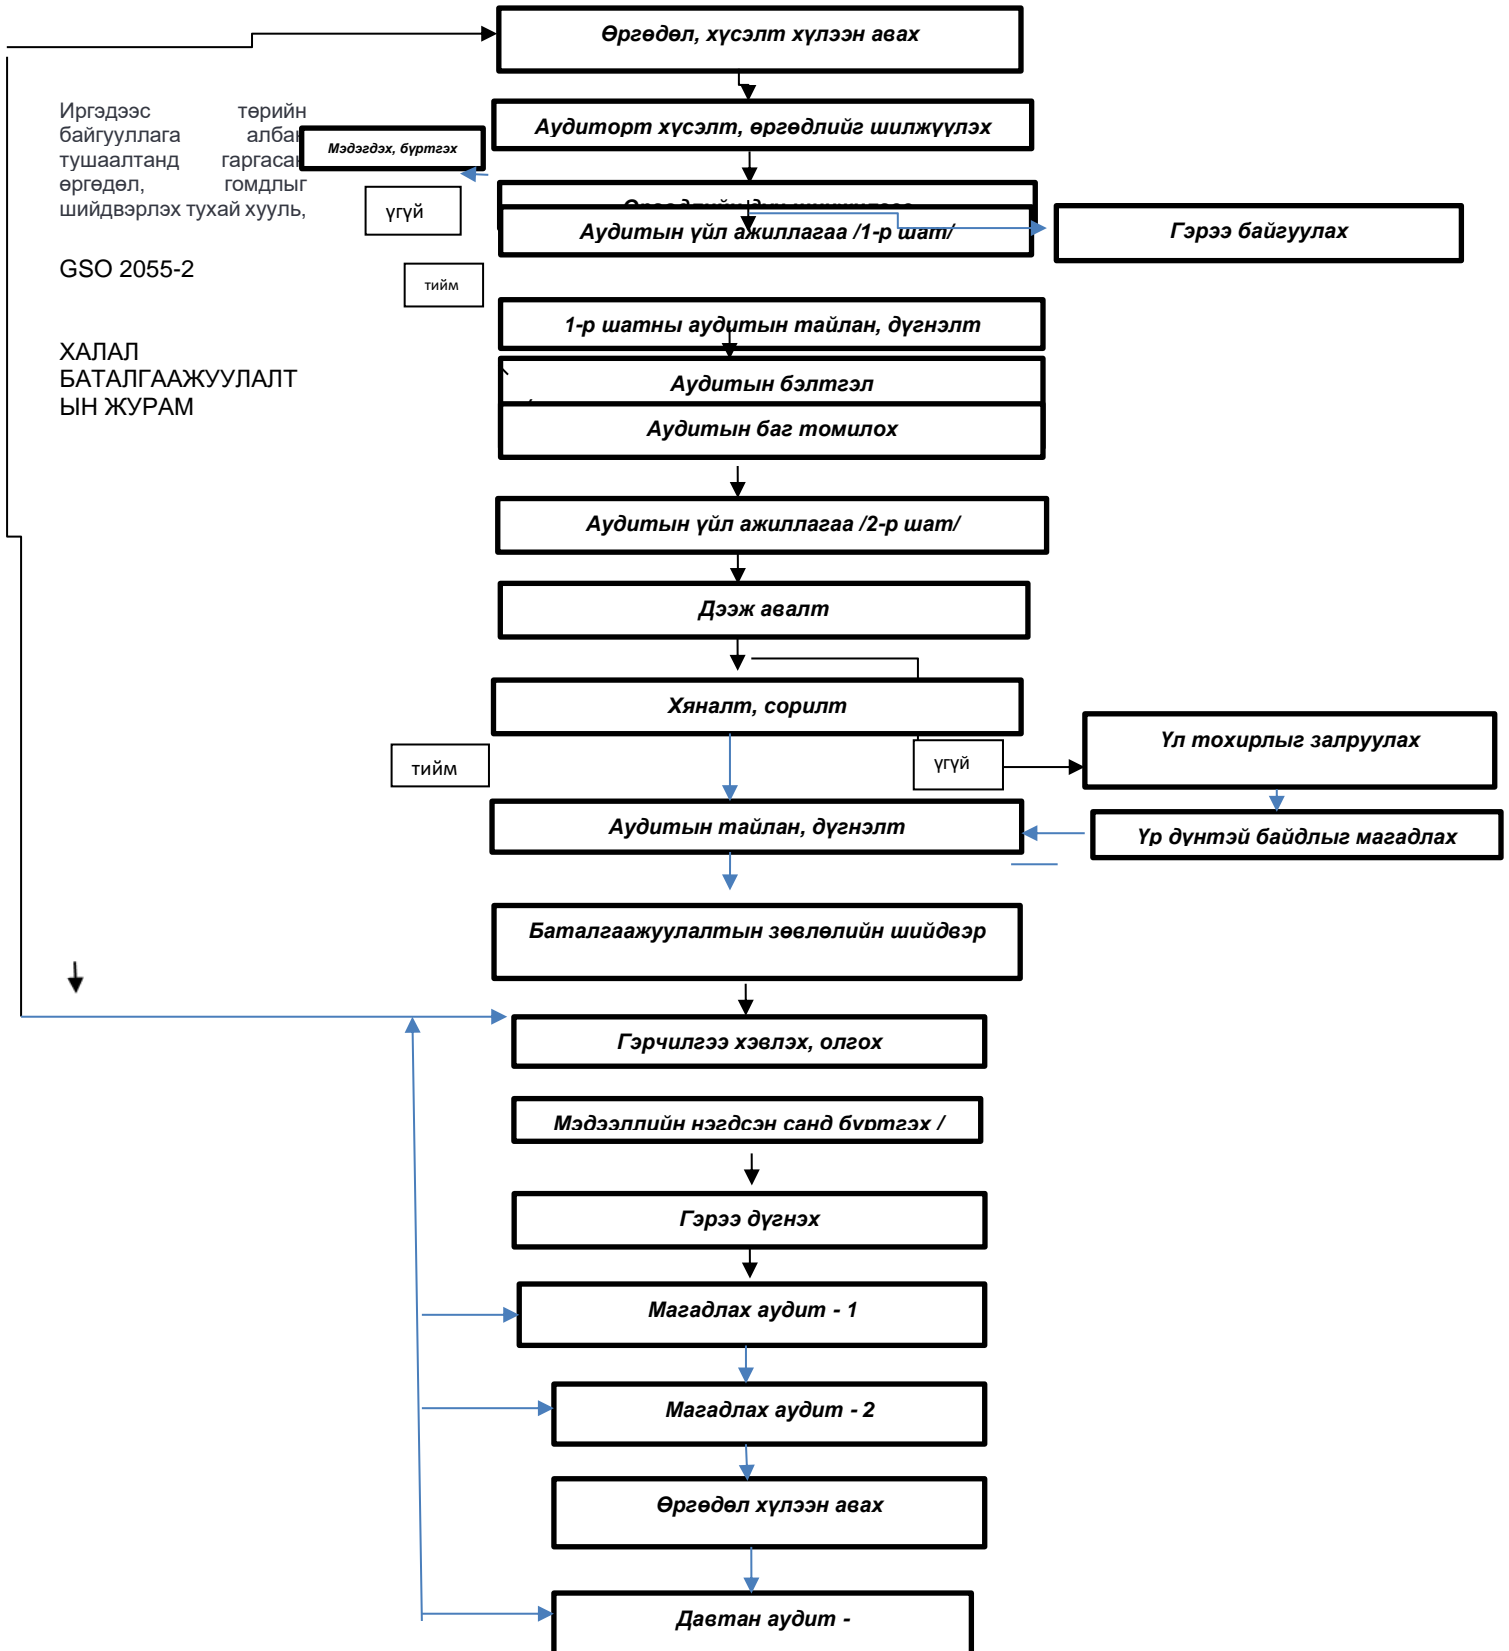 Өргөдөл, хүсэлт хүлээн авах
Иргэдээс төрийн
байгууллага албан
тушаалтанд гаргасан
өргөдөл, гомдлыг
шийдвэрлэх тухай хууль,
Аудиторт хүсэлт, өргөдлийг шилжүүлэх
Мэдэгдэх, бүртгэх
үгүй
Аудитын үйл ажиллагаа /1-р шат/
Гэрээ байгуулах
GSO 2055-2
тийм
1-р шатны аудитын тайлан, дүгнэлт
ХАЛАЛ
БАТАЛГААЖУУЛАЛТ
ЫН ЖУРАМ
Аудитын бэлтгэл
Аудитын баг томилох
Аудитын үйл ажиллагаа /2-р шат/
Дээж авалт
Хяналт, сорилт
тийм
үгүй
Үл тохирлыг залруулах
Аудитын тайлан, дүгнэлт
Үр дүнтэй байдлыг магадлах
Баталгаажуулалтын зөвлөлийн шийдвэр
Гэрчилгээ хэвлэх, олгох
Мэдээллийн нэгдсэн санд бүртгэх /
Гэрээ дүгнэх
Магадлах аудит - 1
Магадлах аудит - 2
Өргөдөл хүлээн авах
Давтан аудит -